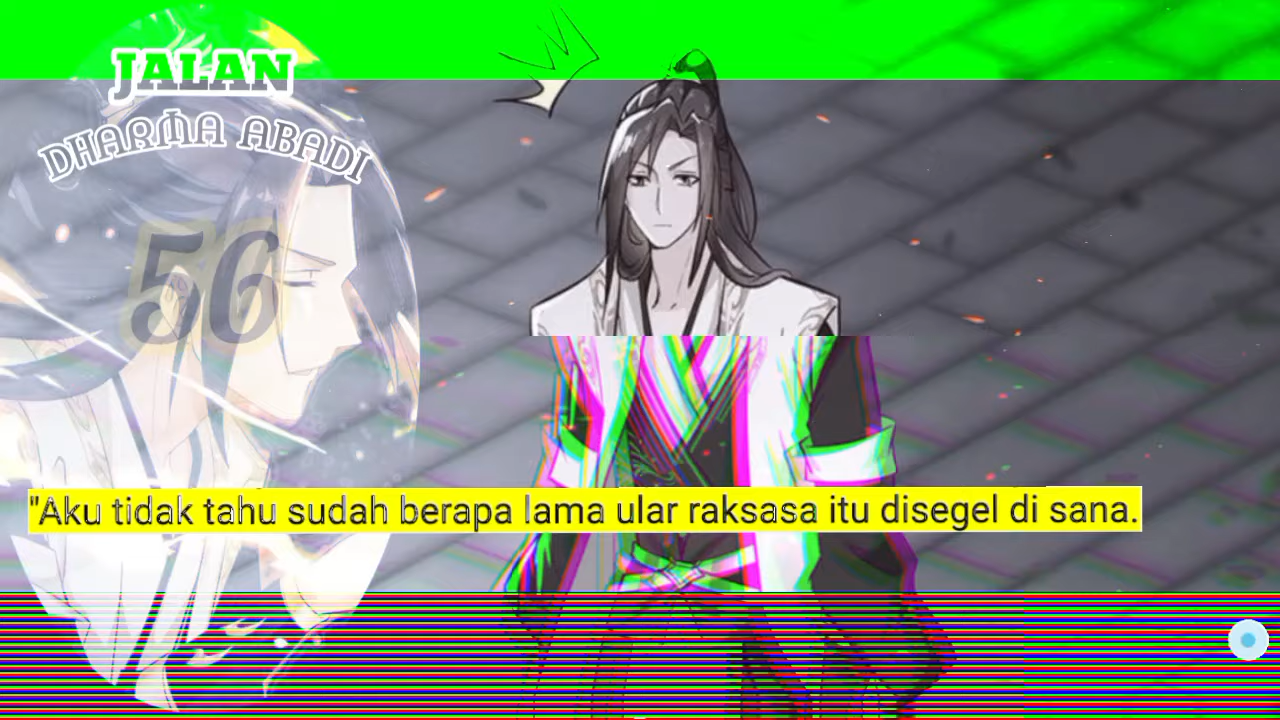 JALAN
DHARMA ABADI
56
"Aku tidak tahu sudah berapa lama ular raksasa itu disegel di sana.